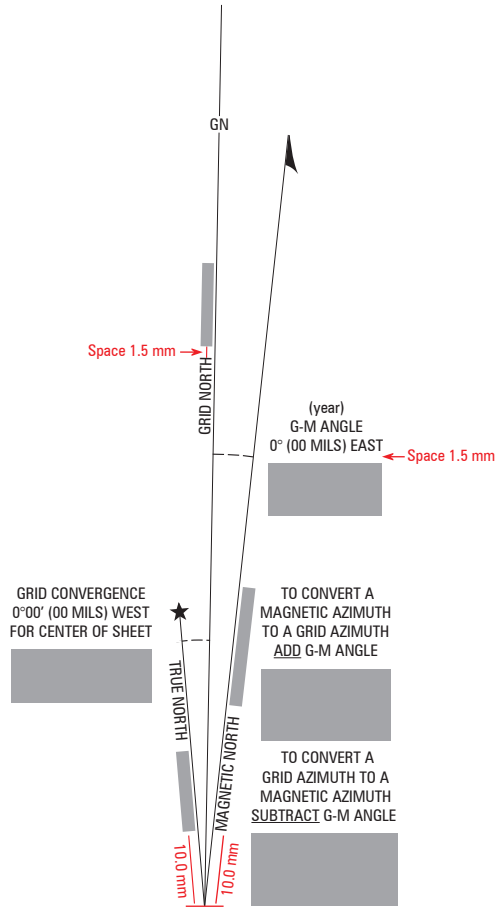 GN
Space 1.5 mm
GRID NORTH
(year)
G-M ANGLE
0° (00 MILS) EAST
Space 1.5 mm
GRID CONVERGENCE
0°00' (00 MILS) WEST
FOR CENTER OF SHEET
TRUE NORTH
MAGNETIC NORTH
TO CONVERT A
MAGNETIC AZIMUTH
TO A GRID AZIMUTH
ADD G-M ANGLE
TO CONVERT A
GRID AZIMUTH TO A
MAGNETIC AZIMUTH
SUBTRACT G-M ANGLE
10.0 mm
10.0 mm